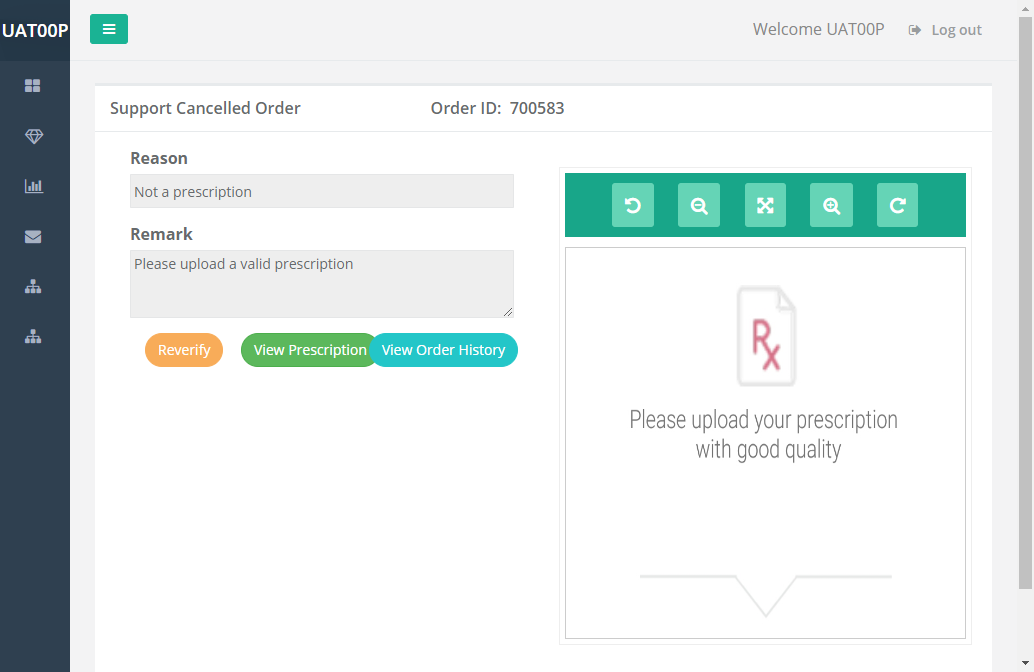 UAT00P
Welcome UAT00P
Log out
Support Cancelled Order
Order ID: 700583
Reason
Not a prescription
Remark
Please upload a valid prescription
Reverify
View Prescription
View Order History
Rx
Please upload your prescription
with good quality